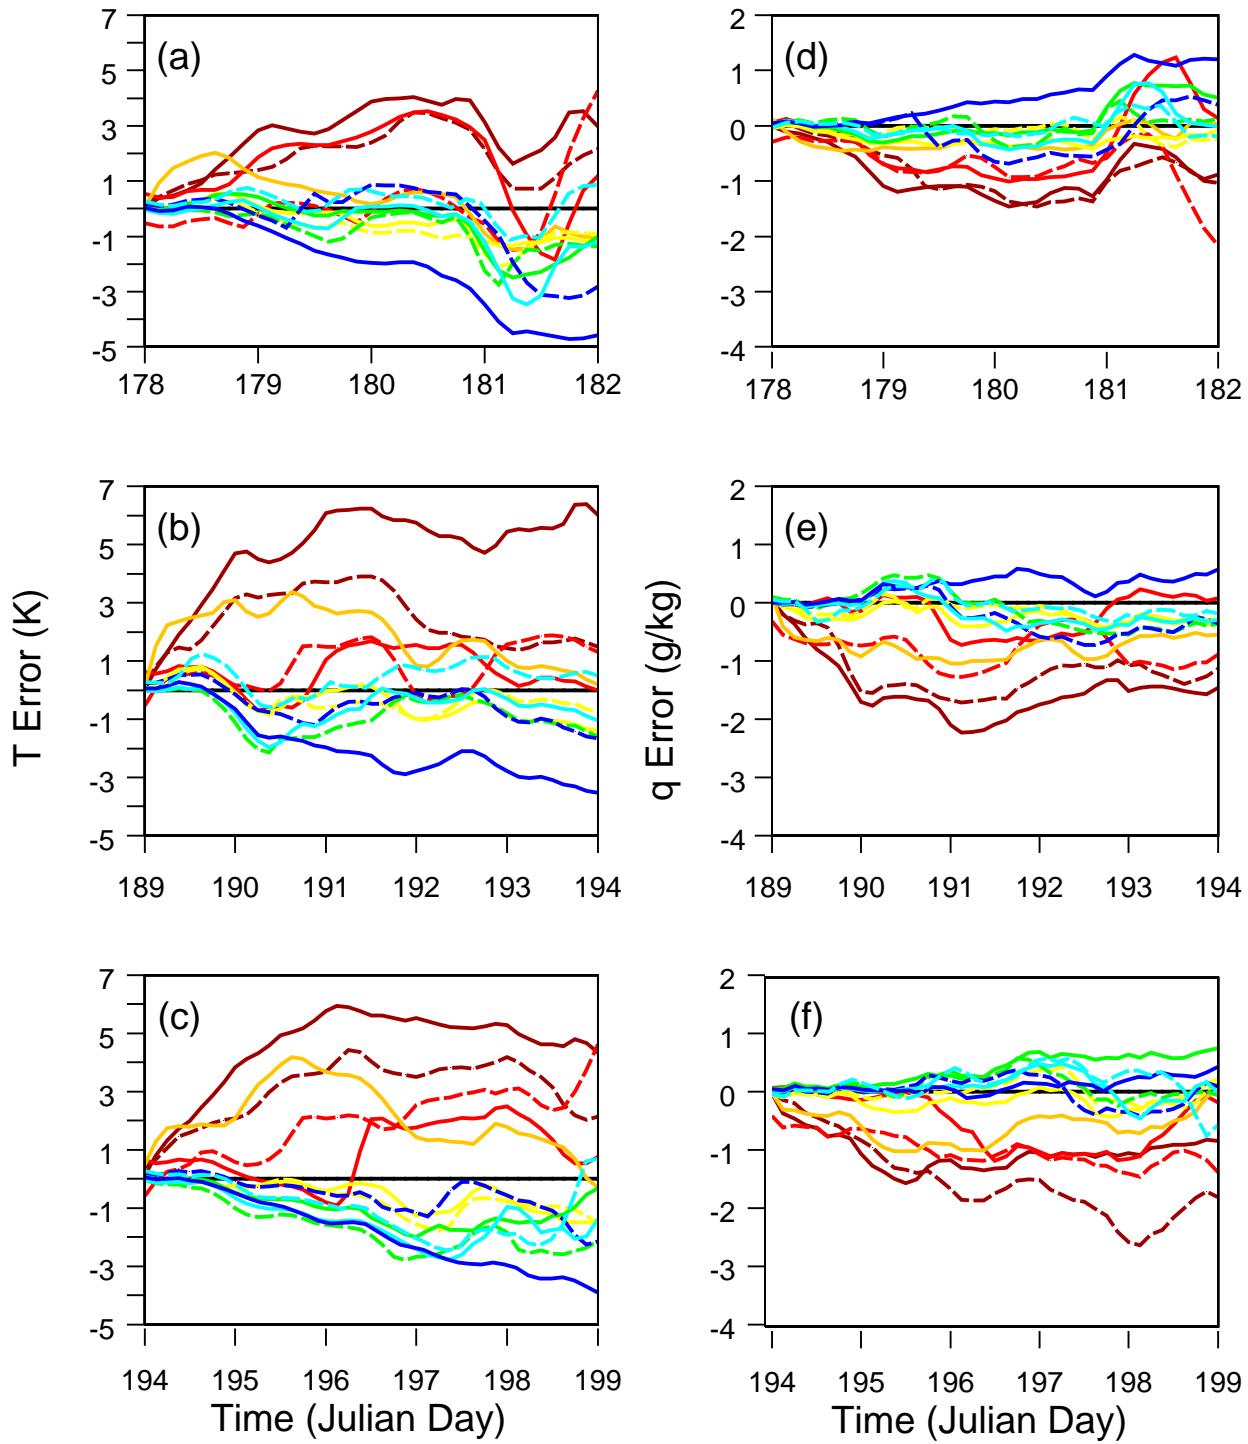 (a)
7
5
3
1
-1
-3
-5
178 179 180 181 182
(d)
2
1
0
-1
-2
-3
-4
178 179 180 181 182
T Error (K)
(b)
7
5
3
1
-1
-3
-5
189 190 191 192 193 194
q Error (g/kg)
(e)
2
1
0
-1
-2
-3
-4
189 190 191 192 193 194
(c)
7
5
3
1
-1
-3
-5
194 195 196 197 198 199
Time (Julian Day)
(f)
2
1
0
-1
-2
-3
-4
194 195 196 197 198 199
Time (Julian Day)